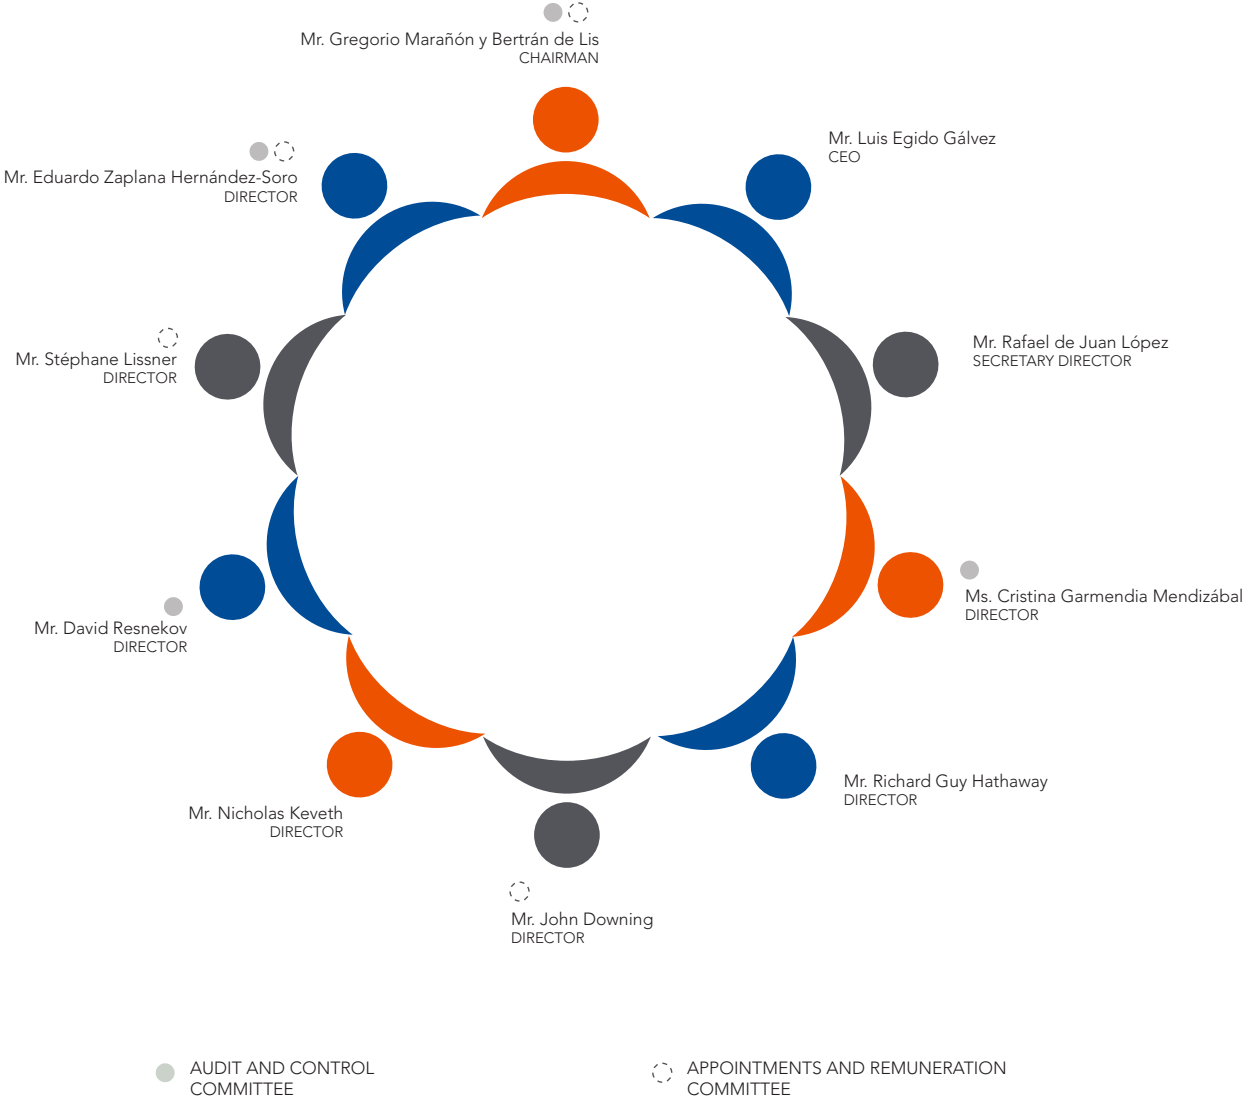 Mr. Gregorio Marañón y Bertrán de Lis
CHAIRMAN
Mr. Luis Egido Gálvez
CEO
Mr. Eduardo Zaplana Hernández-Soro
DIRECTOR
Mr. Rafael de Juan López
SECRETARY DIRECTOR
Mr. Stéphane Lissner
DIRECTOR
Ms. Cristina Garmendia Mendizábal
DIRECTOR
Mr. David Resnekov
DIRECTOR
Mr. Richard Guy Hathaway
DIRECTOR
Mr. Nicholas Keveth
DIRECTOR
Mr. John Downing
DIRECTOR
AUDIT AND CONTROL
COMMITTEE
APPOINTMENTS AND REMUNERATION
COMMITTEE